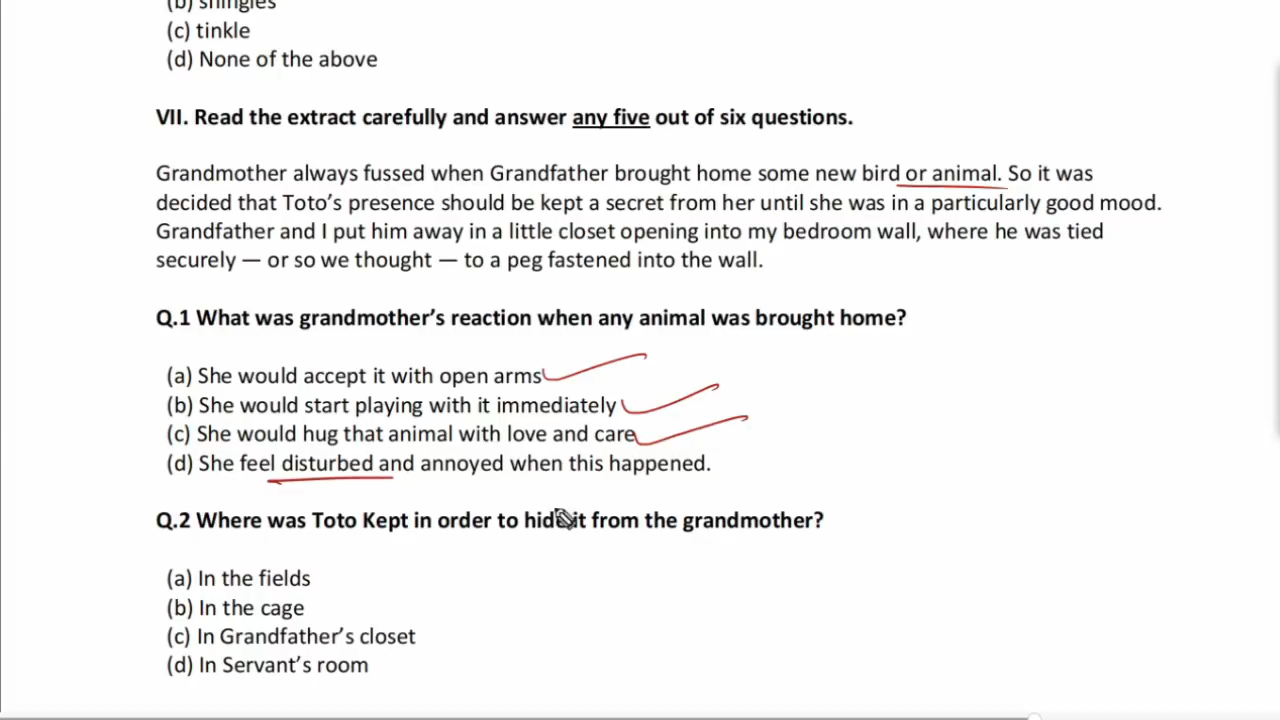 (b) shingles
(c) tinkle
(d) None of the above
VII. Read the extract carefully and answer any five out of six questions.
Grandmother always fussed when Grandfather brought home some new bird or animal. So it was
decided that Toto’s presence should be kept a secret from her until she was in a particularly good mood.
Grandfather and I put him away in a little closet opening into my bedroom wall, where he was tied
securely — or so we thought — to a peg fastened into the wall.
Q.1 What was grandmother’s reaction when any animal was brought home?
(a) She would accept it with open arms
(b) She would start playing with it immediately
(c) She would hug that animal with love and care
(d) She feel disturbed and annoyed when this happened.
Q.2 Where was Toto Kept in order to hide it from the grandmother?
(a) In the fields
(b) In the cage
(c) In Grandfather’s closet
(d) In Servant’s room